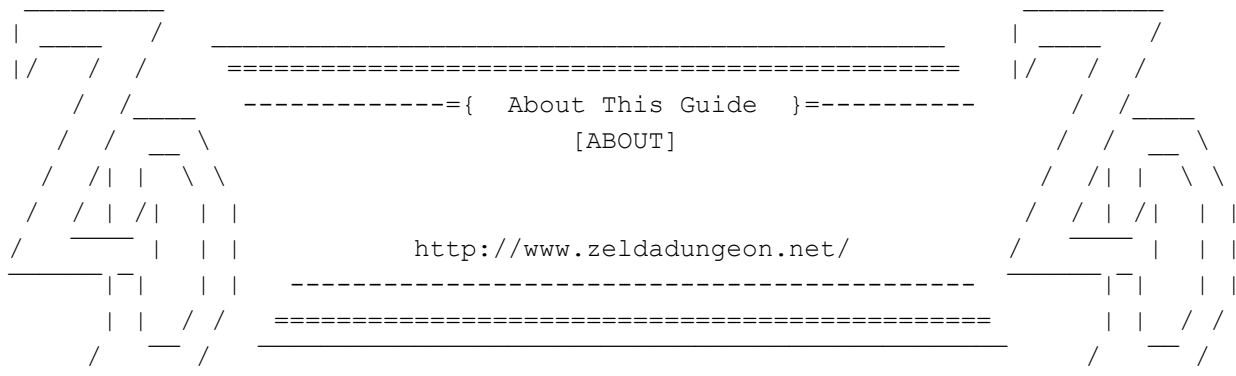 -------------={ About This Guide }=----------
[ABOUT]
http://www.zeldadungeon.net/